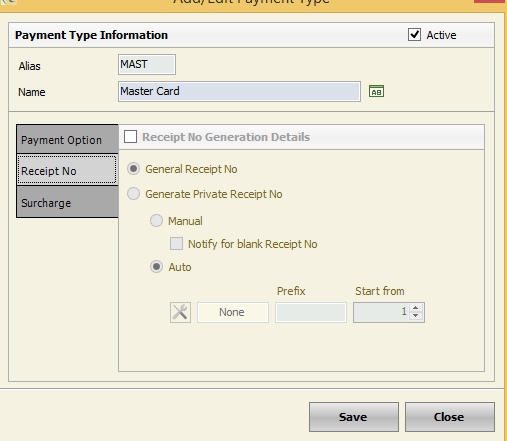 Add/Edit Payment Type
Payment Type Information
Active
Alias
MAST
Name
Master Card
AB
Payment Option
Receipt No
Surcharge
Receipt No Generation Details
General Receipt No
Generate Private Receipt No
Manual
Notify for blank Receipt No
Auto
Prefix
Start from
None
1
Save
Close